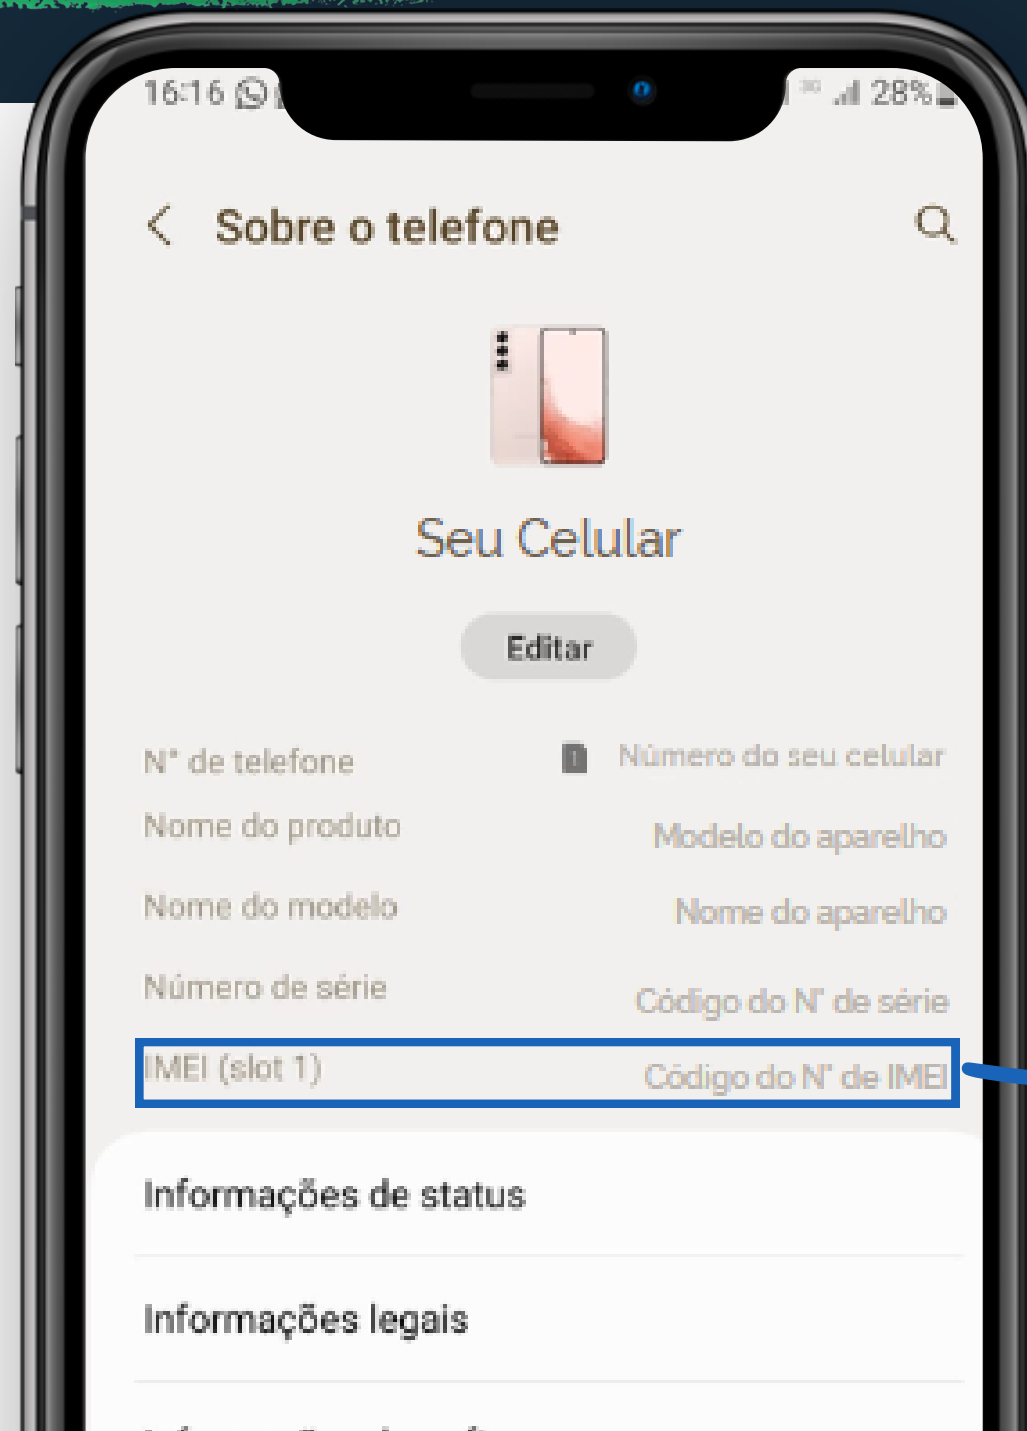 16:16
28%
Sobre o telefone
Seu Celular
Editar
N° de telefone
Número do seu celular
Nome do produto
Modelo do aparelho
Nome do modelo
Nome do aparelho
Número de série
Código do N° de série
IMEI (slot 1)
Código do N° de IMEI
Informações de status
Informações legais